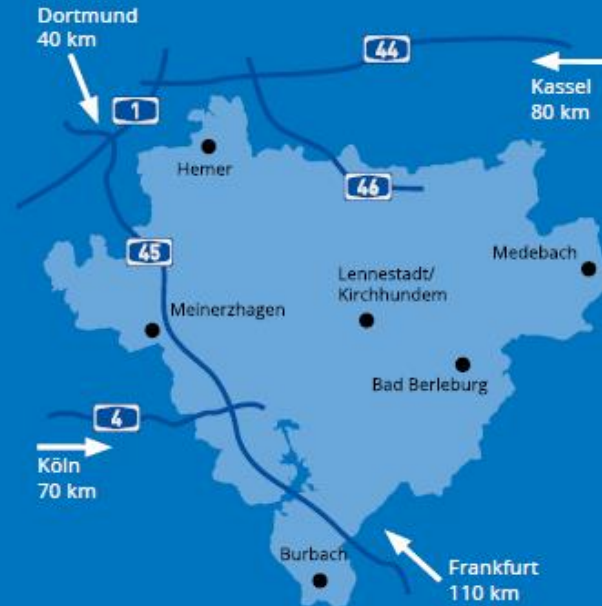 Dortmund
40 km
44
Kassel
80 km
1
Hemer
46
45
Medebach
Lennestadt/
Kirchhundem
Meinerzhagen
Bad Berleburg
4
Köln
70 km
Burbach
Frankfurt
110 km